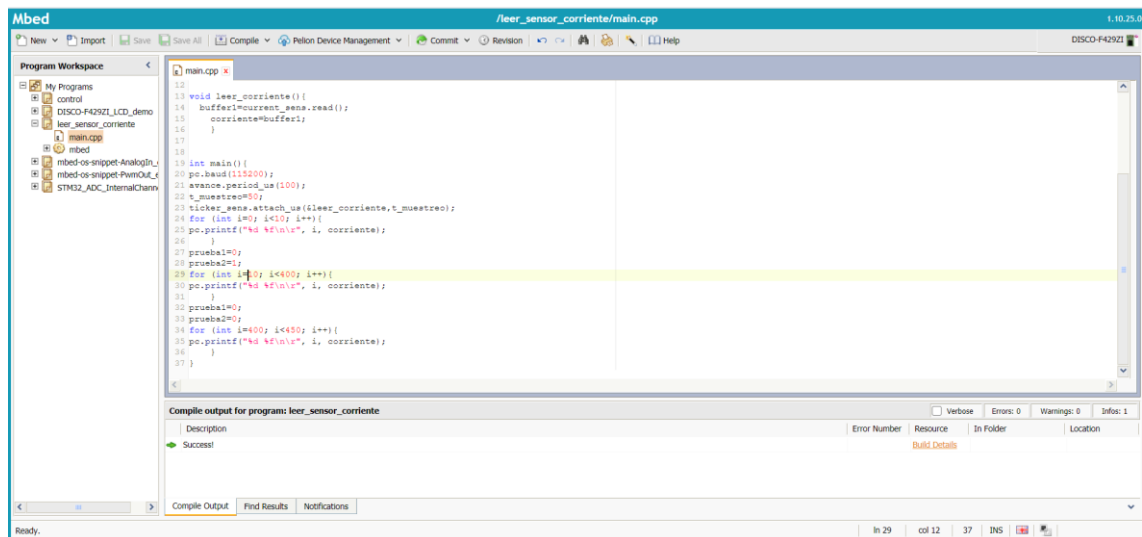 Mbed /leer_sensor_corriente/main.cpp 1.10.25.0
New Import Save Save All Compile Pelion Device Management Commit Revision Help DISCO-F429ZI
Program Workspace
My Programs
control
DISCO-F429ZI_LCD_demo
leer_sensor_corriente
main.cpp
mbed
mbed-os-snippet-AnalogIn_
mbed-os-snippet-PwmOut_e
STM32_ADC_InternalChann
main.cpp x
12
13 void leer_corriente(){
14 buffer1=current_sens.read();
15 corriente=buffer1;
16 }
17
18
19 int main(){
20 pc.baud(115200);
21 avance.period_us(100);
22 t_muestreo=50;
23 ticker_sens.attach_us(&leer_corriente,t_muestreo);
24 for (int i=0; i<10; i++){
25 pc.printf("%d %f\n\r", i, corriente);
26 }
27 prueba1=0;
28 prueba2=1;
29 for (int i=10; i<400; i++){
30 pc.printf("%d %f\n\r", i, corriente);
31 }
32 prueba1=0;
33 prueba2=0;
34 for (int i=400; i<450; i++){
35 pc.printf("%d %f\n\r", i, corriente);
36 }
37 }
Compile output for program: leer_sensor_corriente Verbose Errors: 0 Warnings: 0 Infos: 1
Description Error Number Resource In Folder Location
Success! Build Details
Compile Output Find Results Notifications
Ready. ln 29 col 12 37 INS